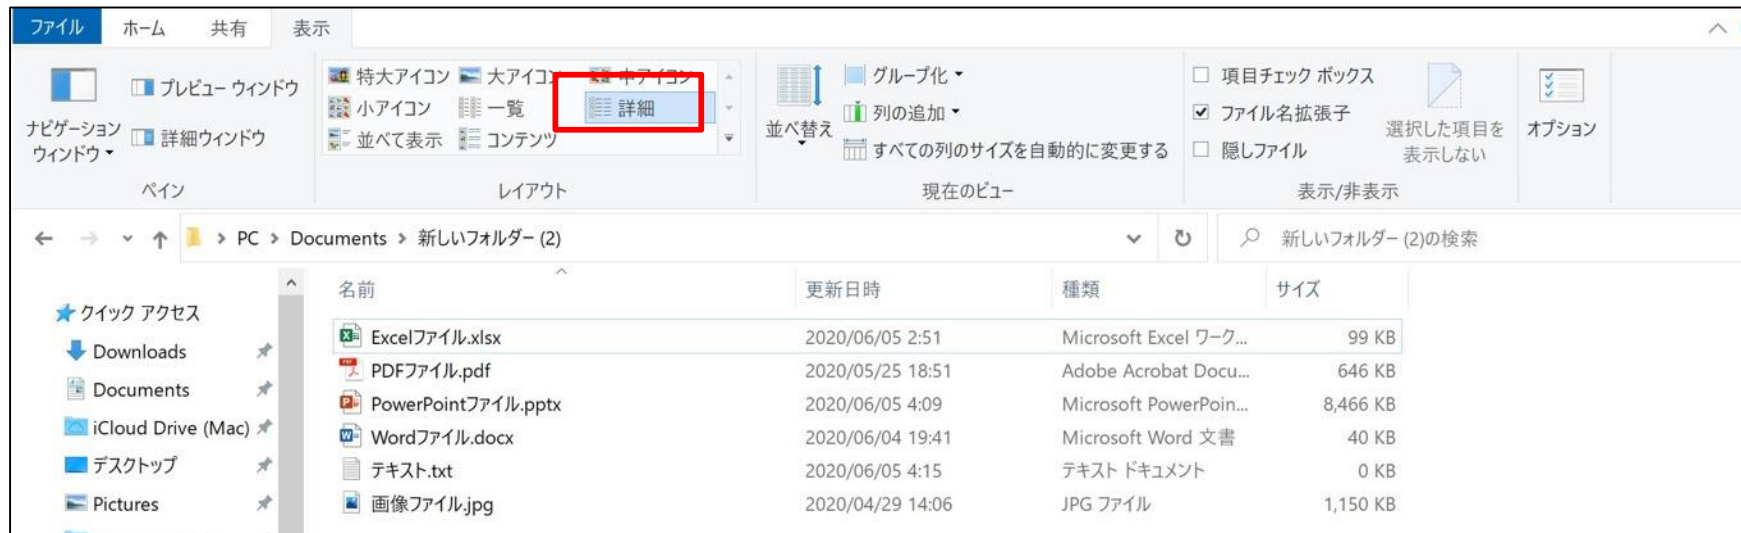 ファイル ホーム 共有 表示
ナビゲーション ウィンドウ
プレビュー ウィンドウ
詳細ウィンドウ
ペイン
特大アイコン 大アイコン 中アイコン
小アイコン 一覧 詳細
並べて表示 コンテンツ
レイアウト
並べ替え
グループ化
列の追加
すべての列のサイズを自動的に変更する
現在のビュー
項目チェック ボックス
ファイル名拡張子
隠しファイル
選択した項目を
表示しない
表示/非表示
オプション
PC > Documents > 新しいフォルダー (2)
新しいフォルダー (2)の検索
クイック アクセス
Downloads
Documents
iCloud Drive (Mac)
デスクトップ
Pictures
名前 更新日時 種類 サイズ
Excelファイル.xlsx 2020/06/05 2:51 Microsoft Excel ワーク... 99 KB
PDFファイル.pdf 2020/05/25 18:51 Adobe Acrobat Docu... 646 KB
PowerPointファイル.pptx 2020/06/05 4:09 Microsoft PowerPoin... 8,466 KB
Wordファイル.docx 2020/06/04 19:41 Microsoft Word 文書 40 KB
テキスト.txt 2020/06/05 4:15 テキスト ドキュメント 0 KB
画像ファイル.jpg 2020/04/29 14:06 JPG ファイル 1,150 KB